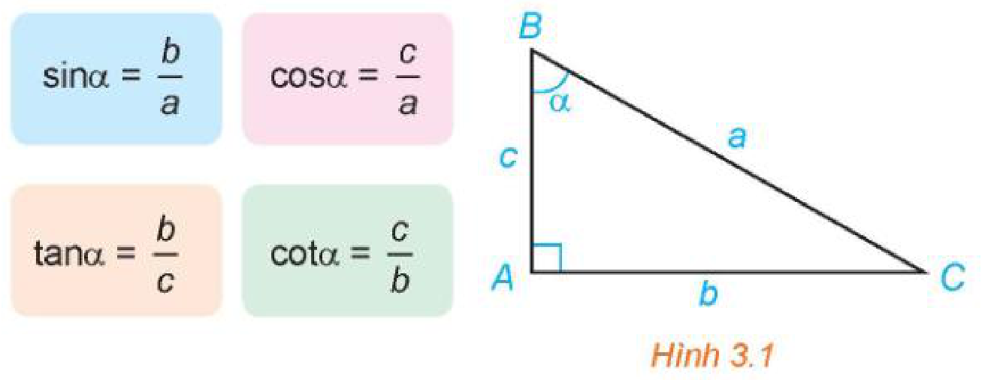 sinα = b/a
cosα = c/a
tanα = b/c
cotα = c/b
B
α
c
a
A
b
C
Hình 3.1